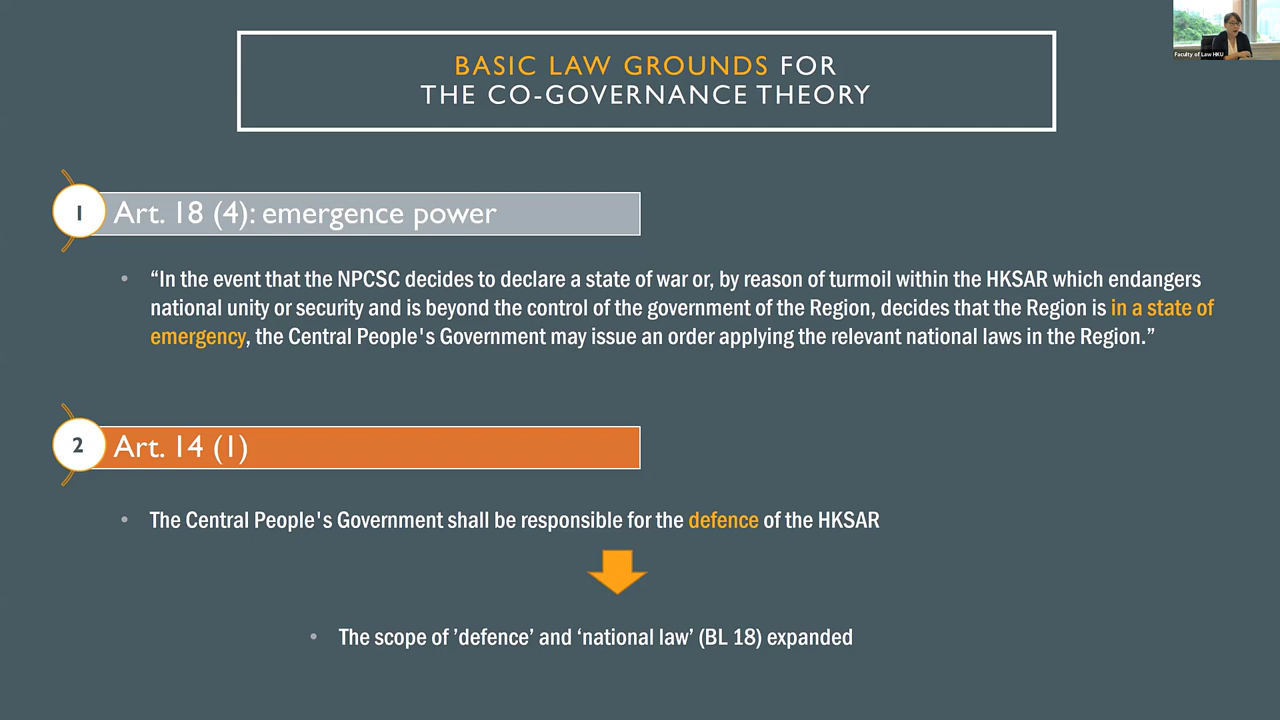 BASIC LAW GROUNDS FOR
THE CO-GOVERNANCE THEORY
Faculty of Law HKU
1
Art. 18 (4): emergence power
• “In the event that the NPCSC decides to declare a state of war or, by reason of turmoil within the HKSAR which endangers
national unity or security and is beyond the control of the government of the Region, decides that the Region is in a state of
emergency, the Central People's Government may issue an order applying the relevant national laws in the Region.”
2
Art. 14 (1)
• The Central People's Government shall be responsible for the defence of the HKSAR
• The scope of ’defence’ and ‘national law’ (BL 18) expanded